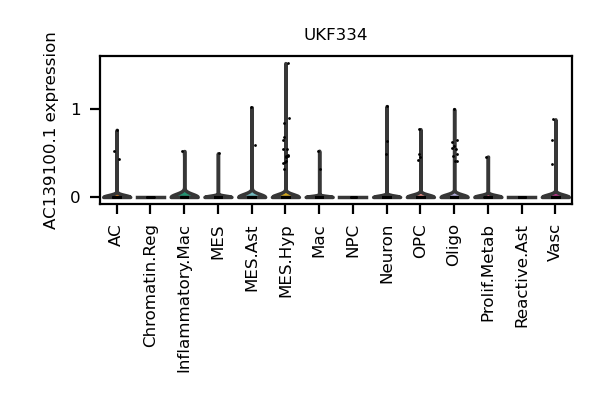 UKF334
AC139100.1 expression
1
0
AC
Chromatin.Reg
Inflammatory.Mac
MES
MES.Ast
MES.Hyp
Mac
NPC
Neuron
OPC
Oligo
Prolif.Metab
Reactive.Ast
Vasc